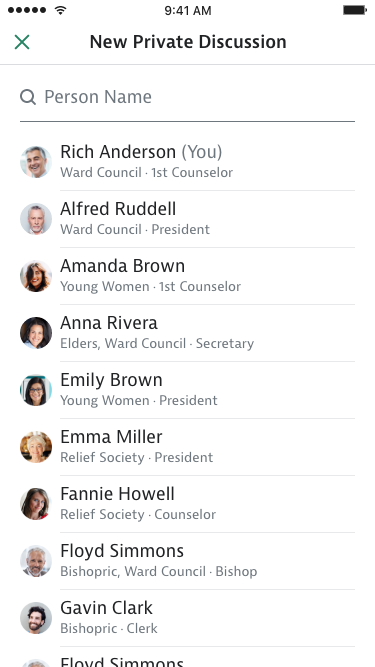 9:41 AM
New Private Discussion
Person Name
Rich Anderson (You)
Ward Council · 1st Counselor
Alfred Ruddell
Ward Council · President
Amanda Brown
Young Women · 1st Counselor
Anna Rivera
Elders, Ward Council · Secretary
Emily Brown
Young Women · President
Emma Miller
Relief Society · President
Fannie Howell
Relief Society · Counselor
Floyd Simmons
Bishopric, Ward Council · Bishop
Gavin Clark
Bishopric · Clerk
Floyd Simmons